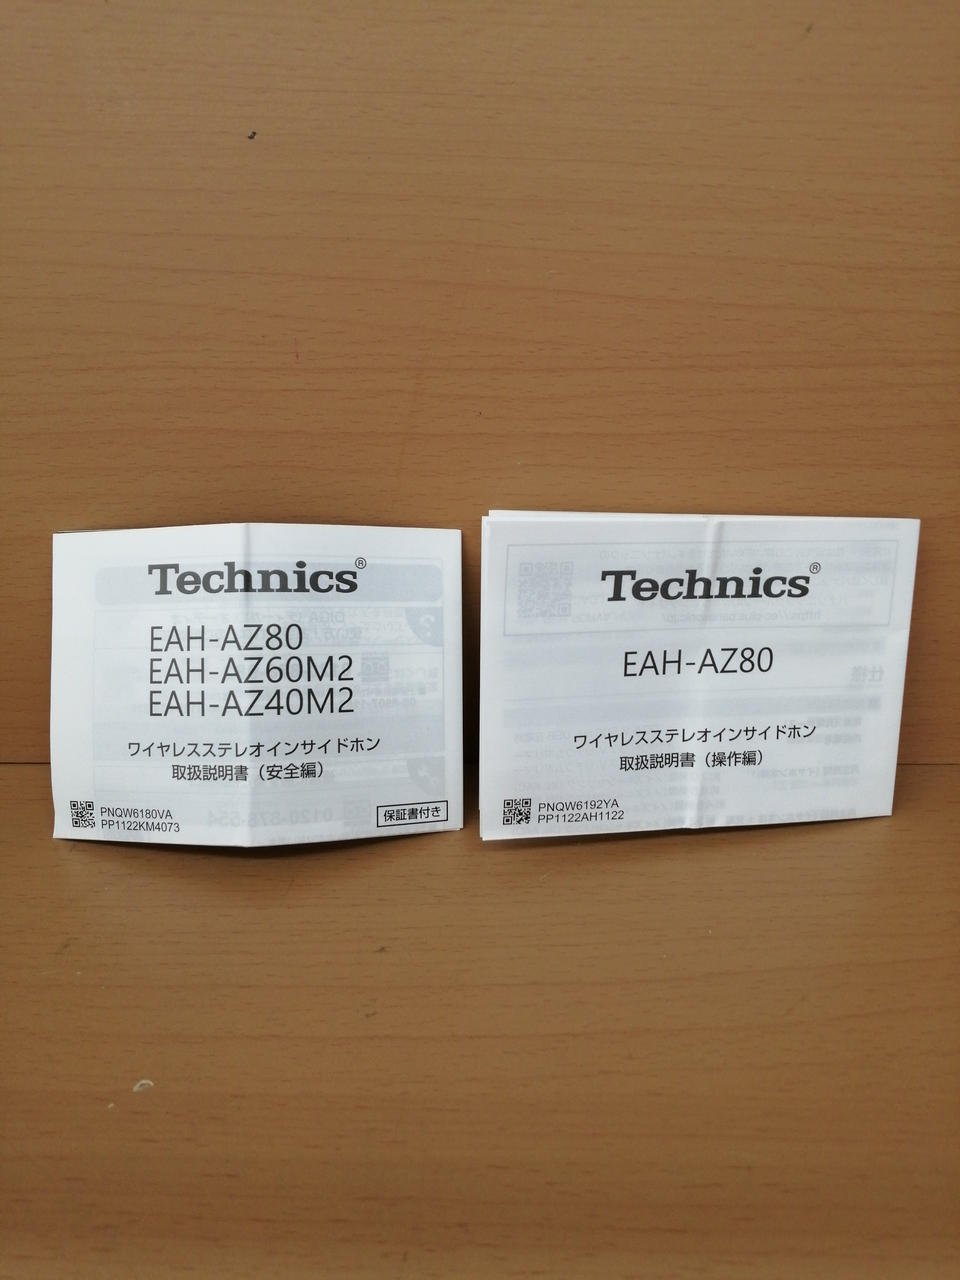 Technics®
EAH-AZ80
EAH-AZ60M2
EAH-AZ40M2
ワイヤレスステレオインサイドホン
取扱説明書（安全編）
PNQW6180VA
PP1122KM4073
保証書付き
Technics®
EAH-AZ80
ワイヤレスステレオインサイドホン
取扱説明書（操作編）
PNQW6192YA
PP1122AH1122